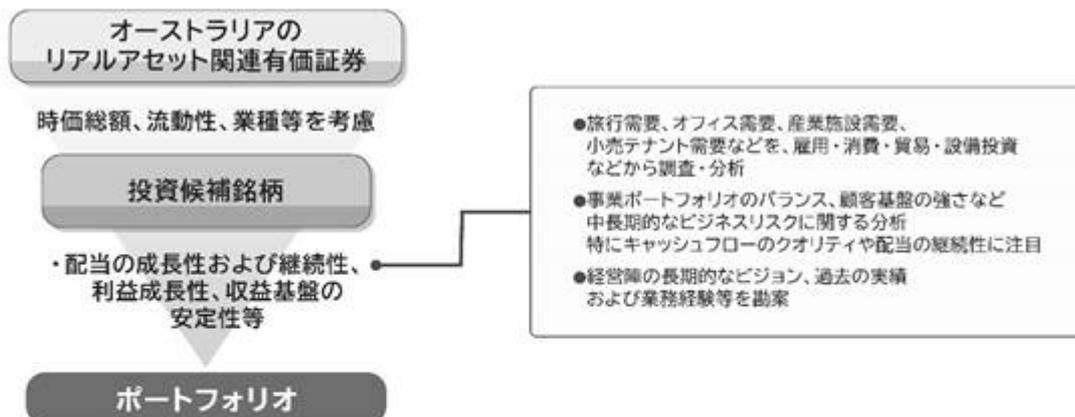 オーストラリアの
リアルアセット関連有価証券
時価総額、流動性、業種等を考慮
投資候補銘柄
・配当の成長性および継続性、
利益成長性、収益基盤の
安定性等
ポートフォリオ
●旅行需要、オフィス需要、産業施設需要、
小売テナント需要などを、雇用・消費・貿易・設備投資
などから調査・分析
●事業ポートフォリオのバランス、顧客基盤の強さなど
中長期的なビジネスリスクに関する分析
特にキャッシュフローのクオリティや配当の継続性に注目
●経営陣の長期的なビジョン、過去の実績
および業務経験等を勘案